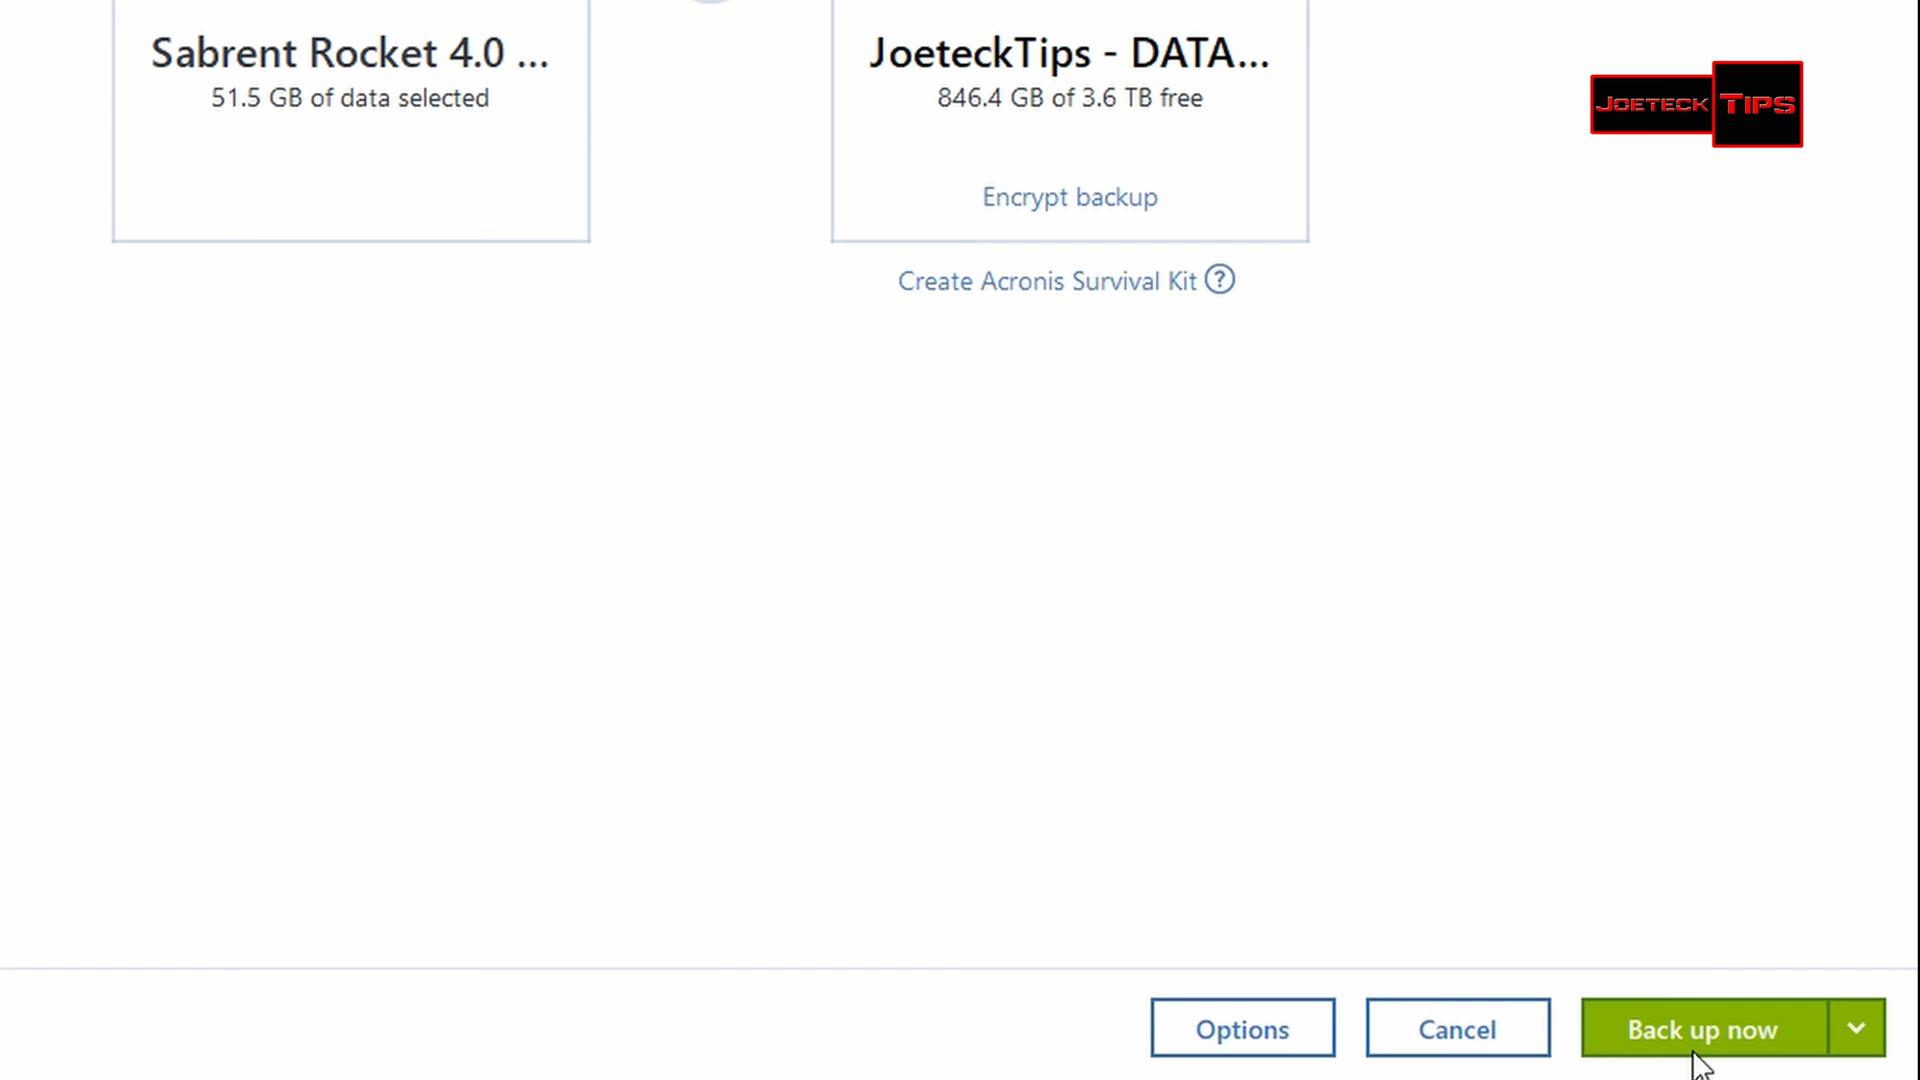 Sabrent Rocket 4.0 ...
51.5 GB of data selected
JoeteckTips - DATA...
846.4 GB of 3.6 TB free
Encrypt backup
Create Acronis Survival Kit ?
JOETECK TIPS
Options
Cancel
Back up now